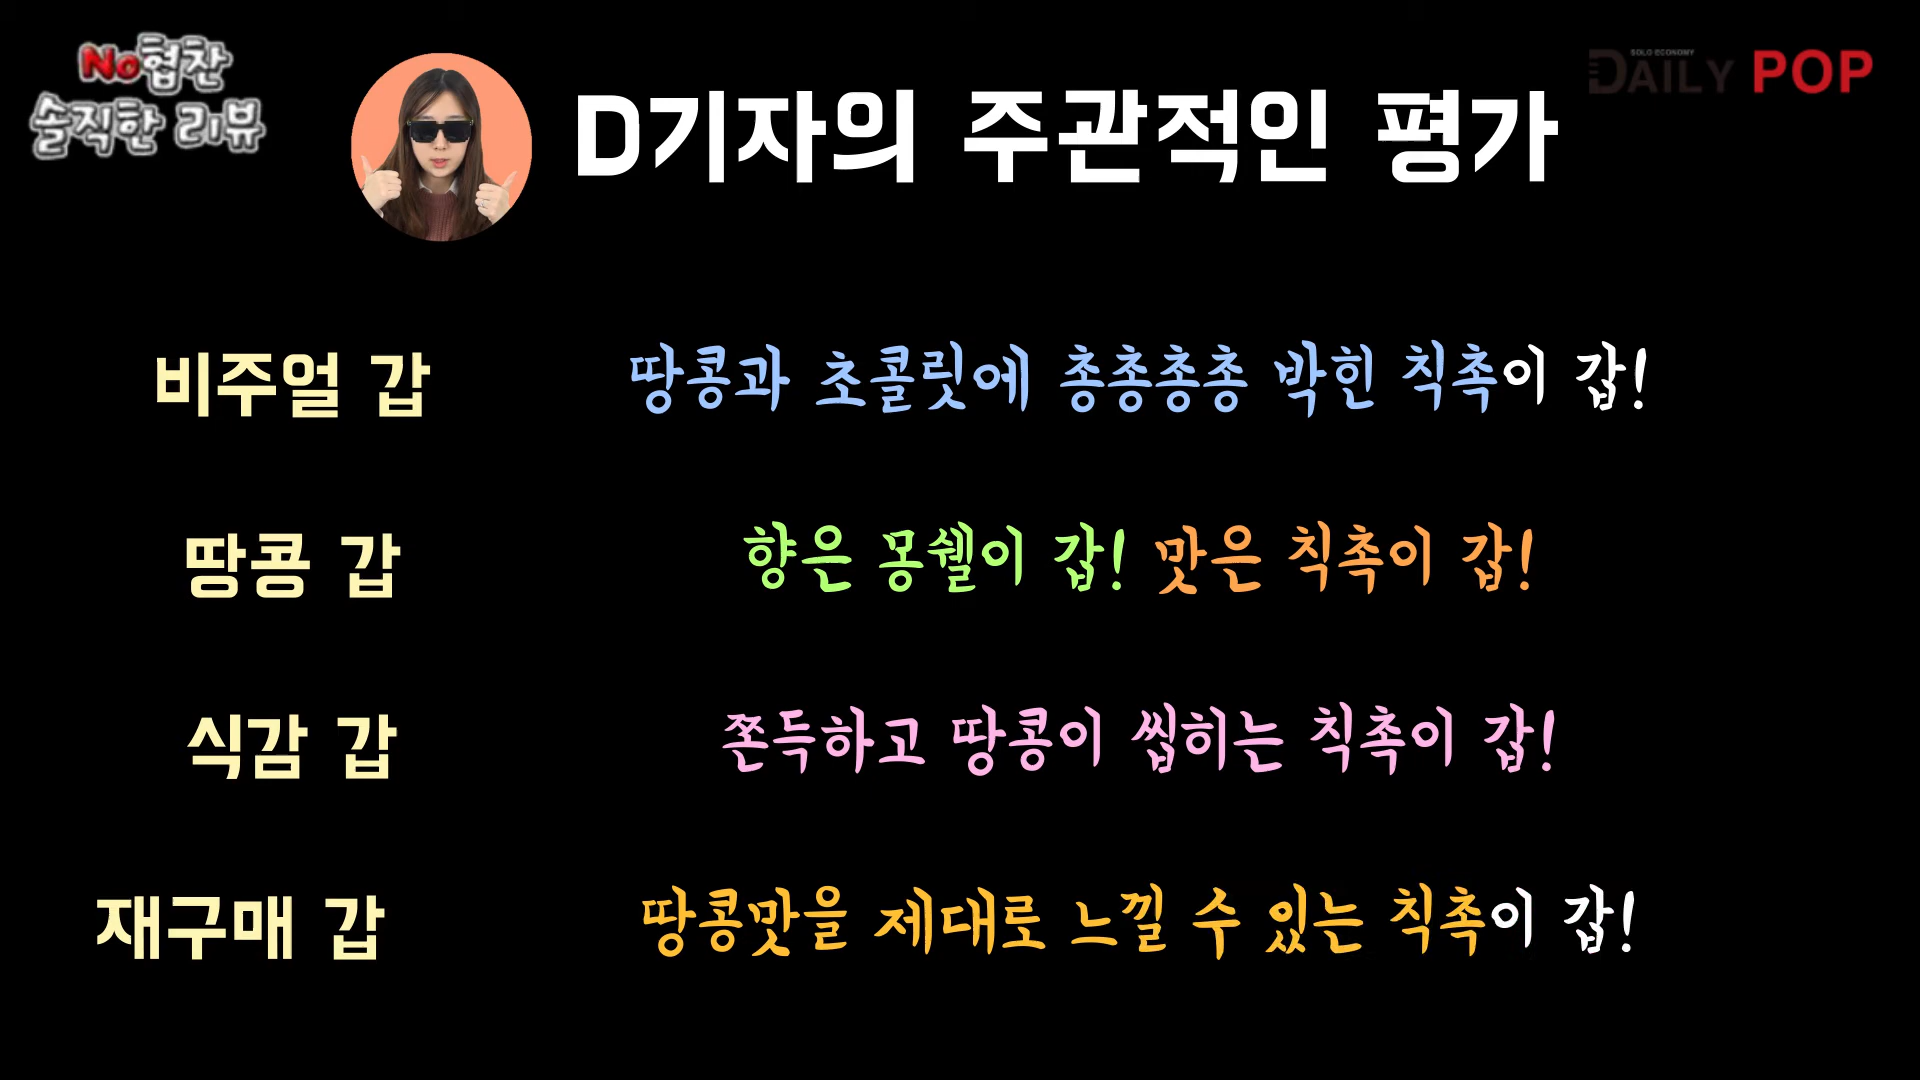 No협찬
솔직한 리뷰
SOLO ECONOMY
DAILY POP
D기자의 주관적인 평가
비주얼 갑
땅콩과 초콜릿에 총총총총 박힌 칙촉이 갑!
땅콩 갑
향은 몽쉘이 갑! 맛은 칙촉이 갑!
식감 갑
쫀득하고 땅콩이 씹히는 칙촉이 갑!
재구매 갑
땅콩맛을 제대로 느낄 수 있는 칙촉이 갑!